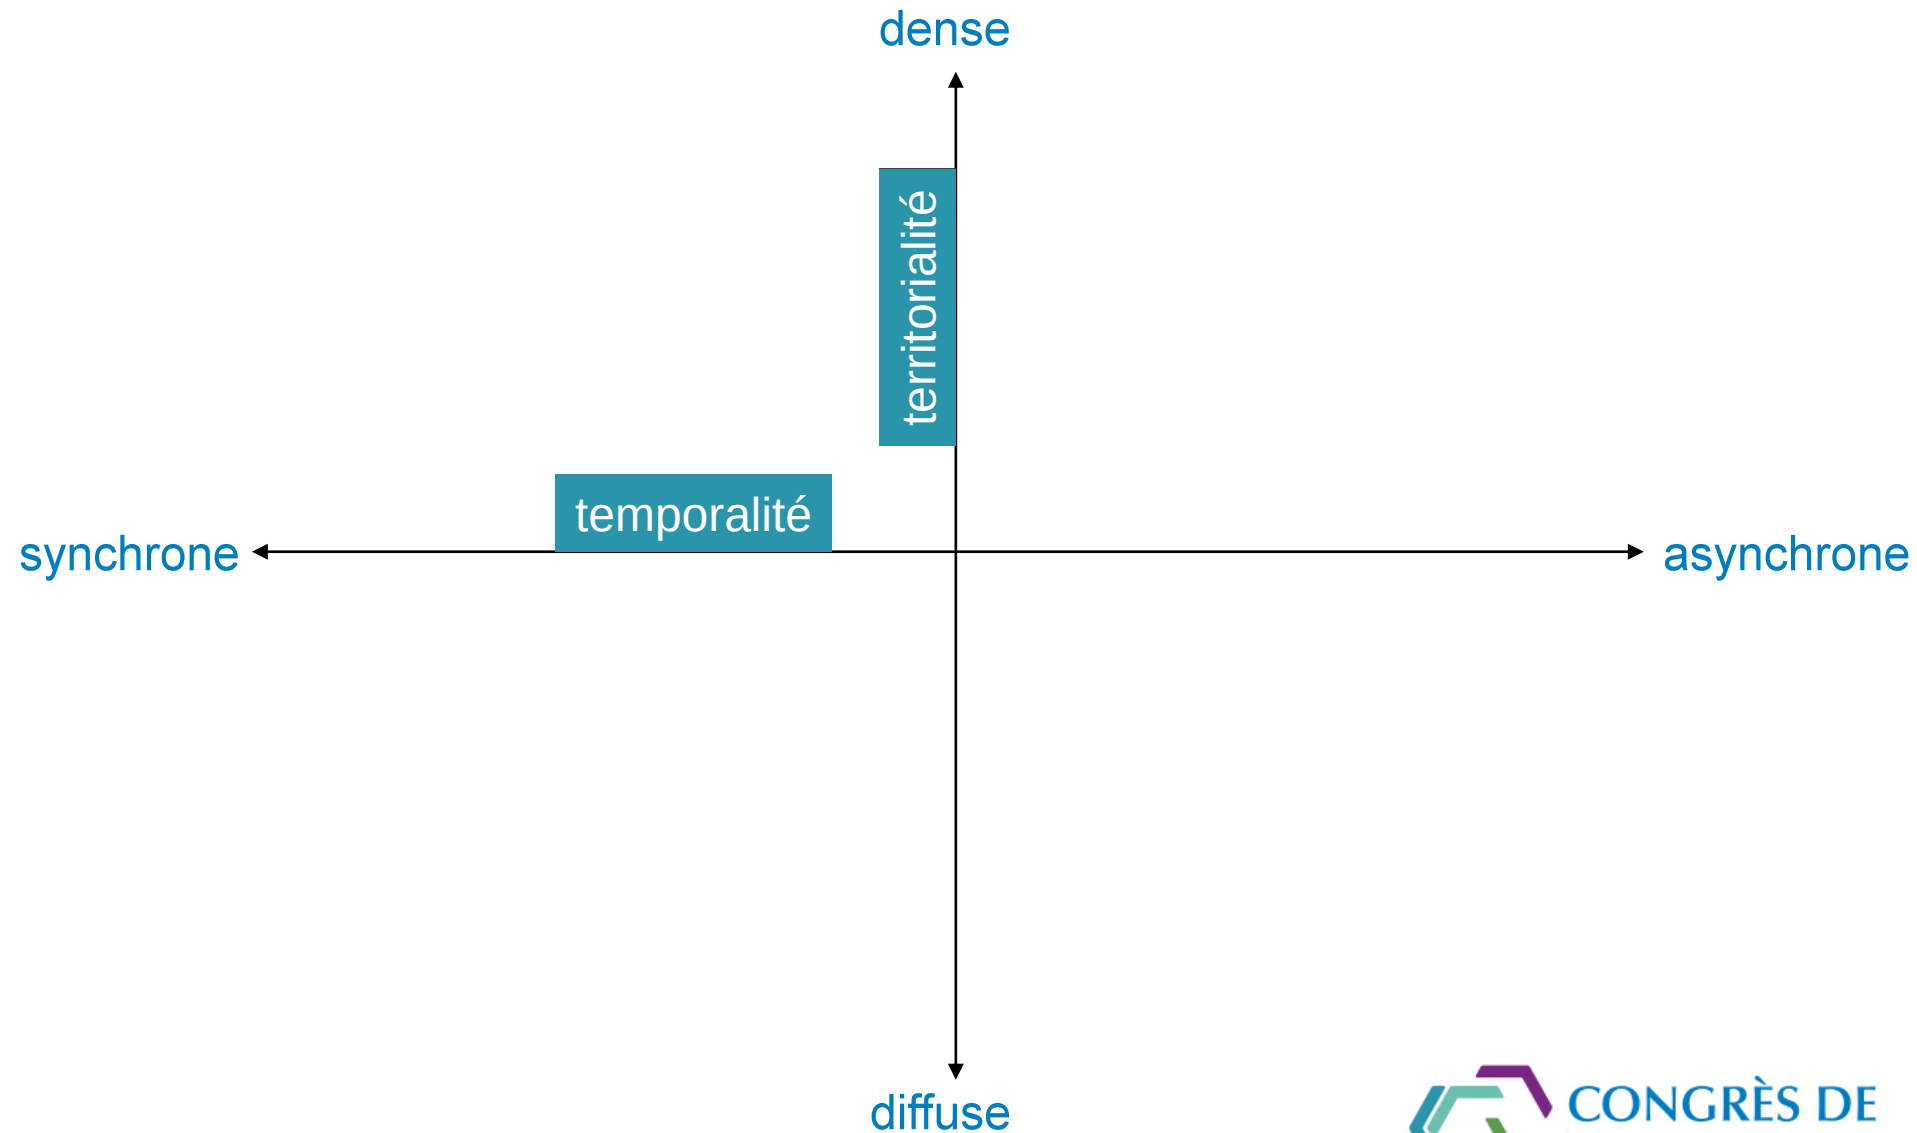 dense
territorialité
temporalité
synchrone
asynchrone
diffuse
CONGRÈS DE